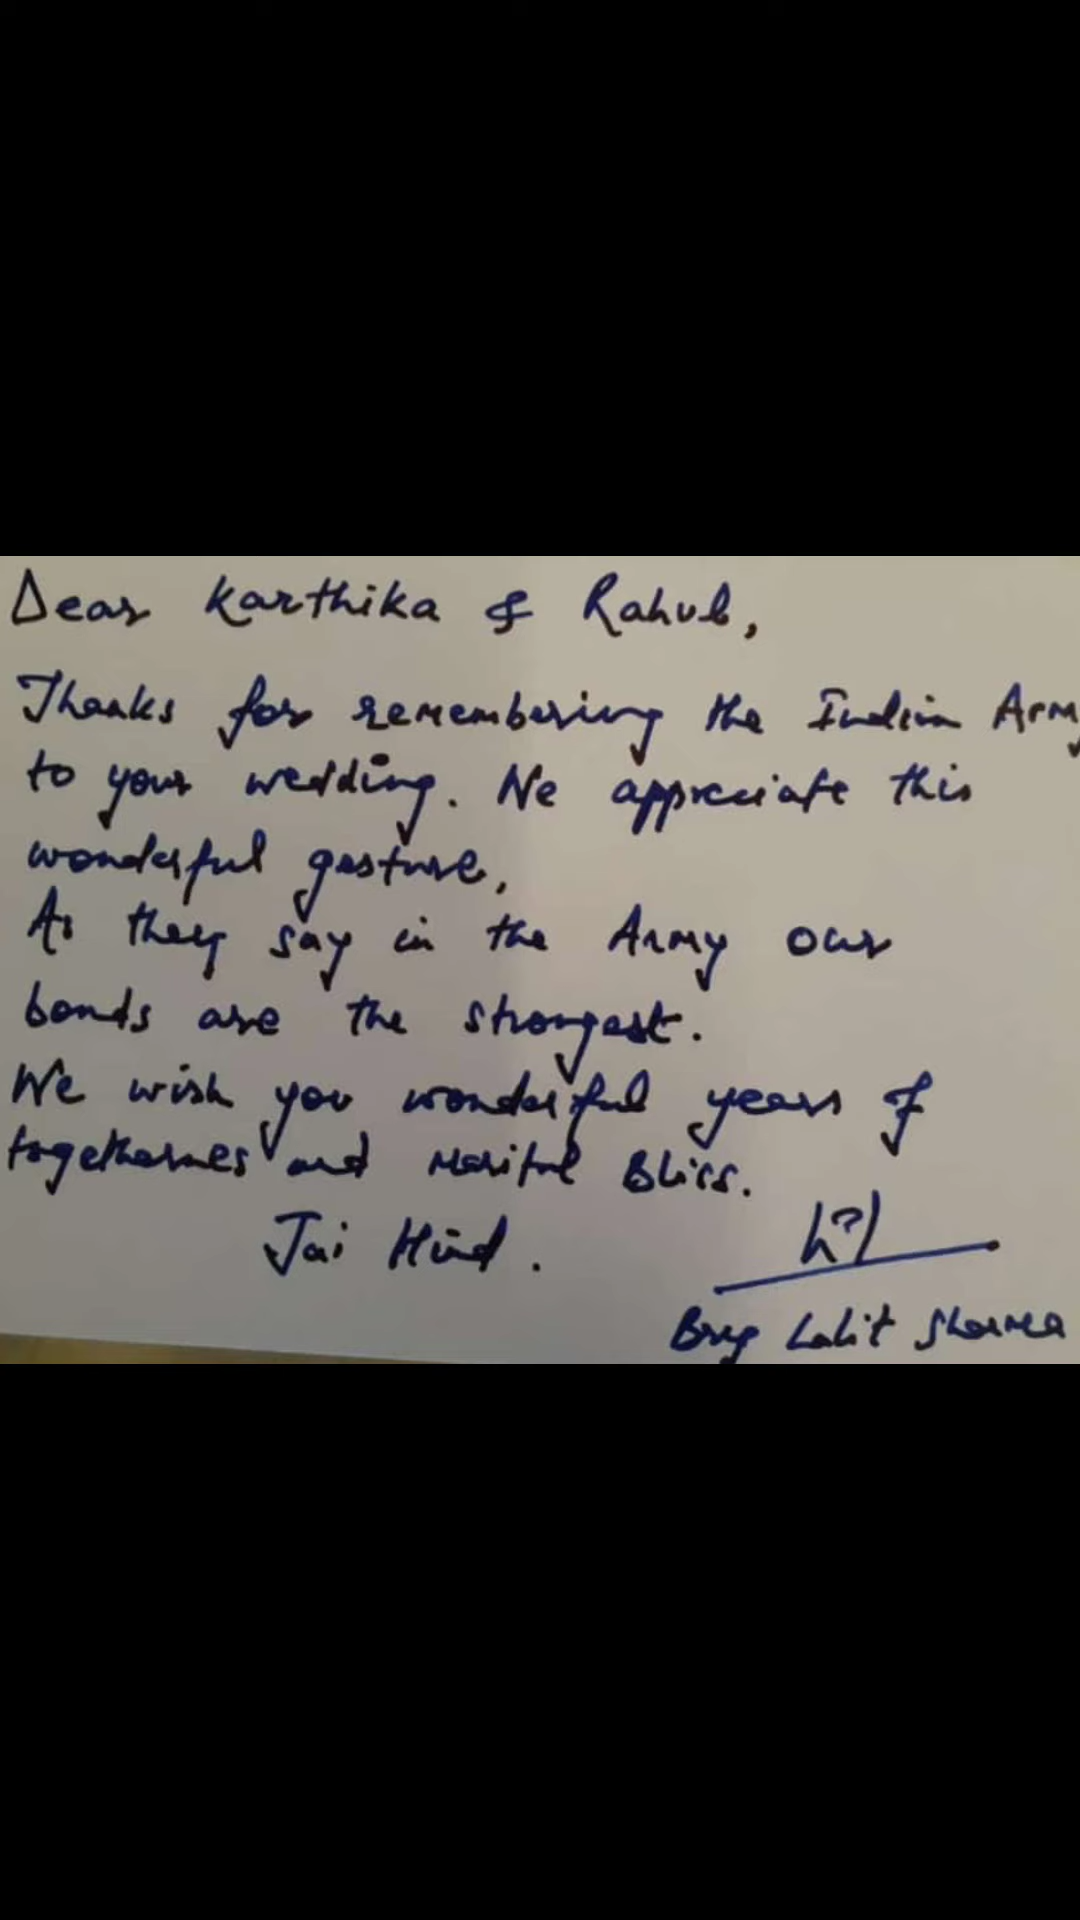 Dear Karthika & Rahul,
Thanks for remembering the Indian Army
to your wedding. We appreciate this
wonderful gesture.
As they say in the Army our
bonds are the strongest.
We wish you wonderful years of
togetherness and Marital Bliss.
Jai Hind.
Brig Lalit Sharma